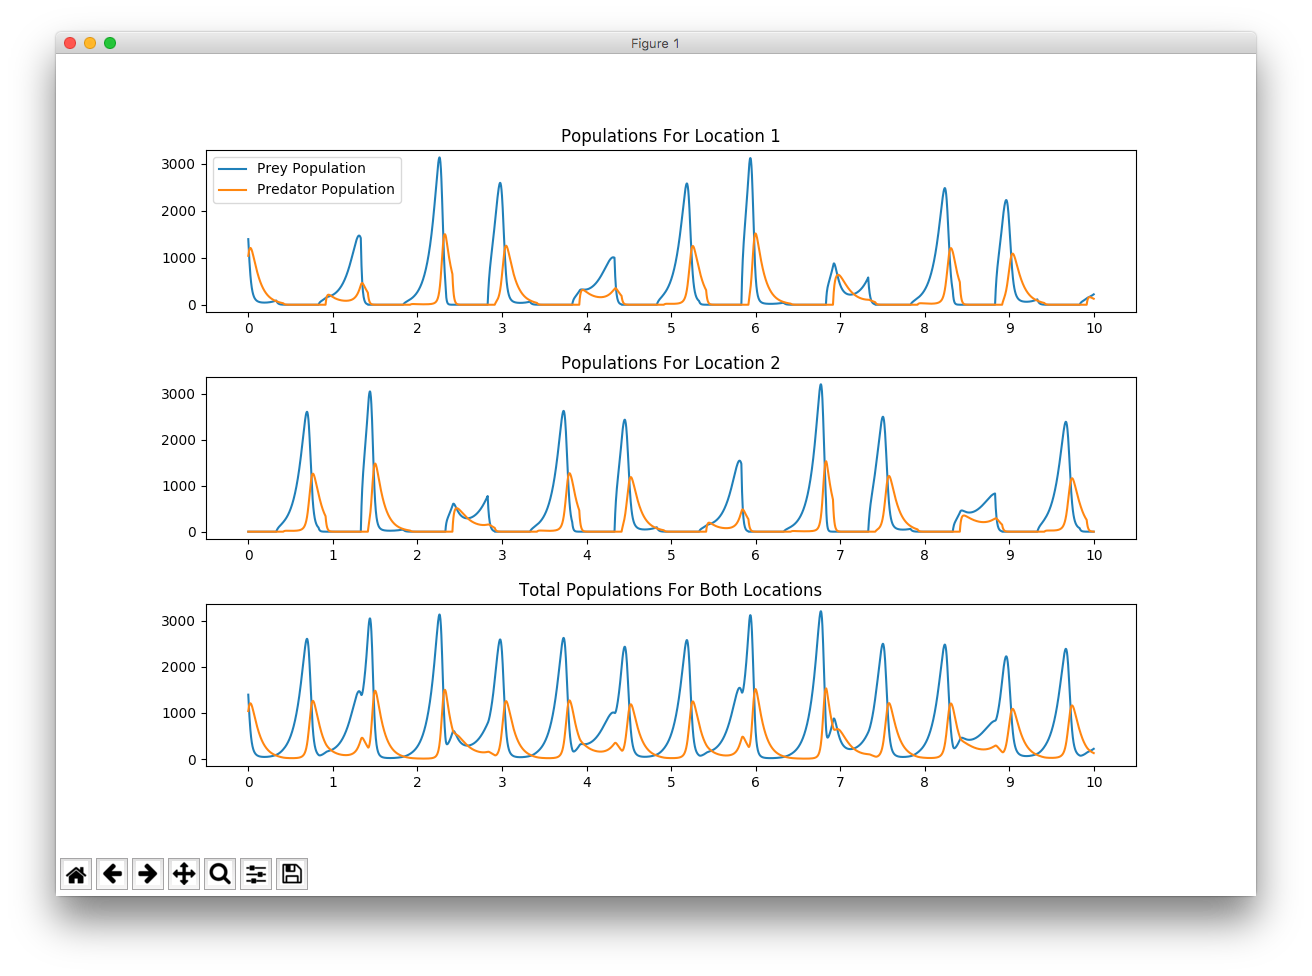 Figure 1
Populations For Location 1
Prey Population
Predator Population
3000
2000
1000
0
0 1 2 3 4 5 6 7 8 9 10
Populations For Location 2
3000
2000
1000
0
0 1 2 3 4 5 6 7 8 9 10
Total Populations For Both Locations
3000
2000
1000
0
0 1 2 3 4 5 6 7 8 9 10